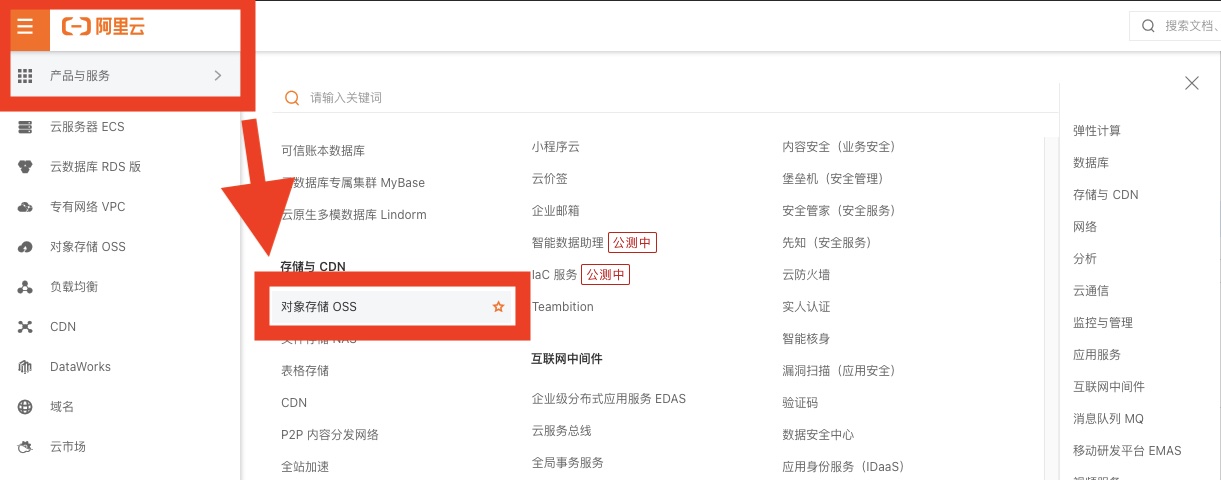 阿里云
搜索文档、
产品与服务
云服务器 ECS
云数据库 RDS 版
专有网络 VPC
对象存储 OSS
负载均衡
CDN
DataWorks
域名
云市场
请输入关键词
可信账本数据库
云数据库专属集群 MyBase
云原生多模数据库 Lindorm
存储与 CDN
对象存储 OSS
文件存储 NAS
表格存储
CDN
P2P 内容分发网络
全站加速
小程序云
云价签
企业邮箱
智能数据助理 公测中
IaC 服务 公测中
Teambition
互联网中间件
企业级分布式应用服务 EDAS
云服务总线
全局事务服务
内容安全（业务安全）
堡垒机（安全管理）
安全管家（安全服务）
先知（安全服务）
云防火墙
实人认证
智能核身
漏洞扫描（应用安全）
验证码
数据安全中心
应用身份服务（IDaaS）
弹性计算
数据库
存储与 CDN
网络
分析
云通信
监控与管理
应用服务
互联网中间件
消息队列 MQ
移动研发平台 EMAS
视频服务